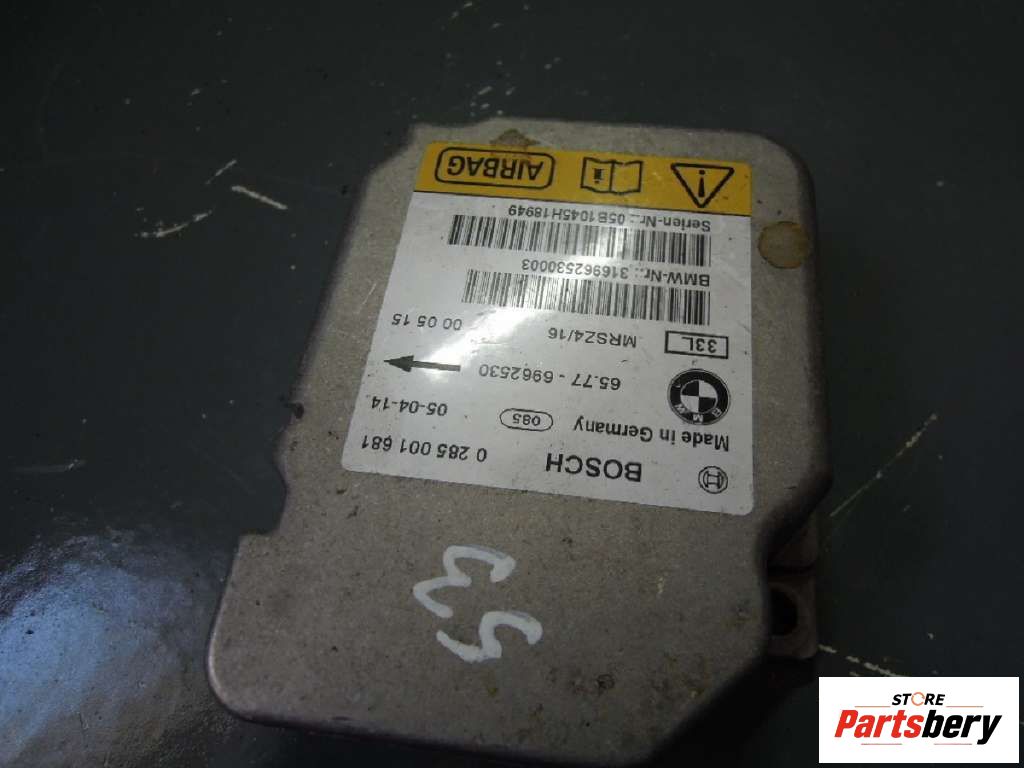 BOSCH 0 285 001 681
Made in Germany 085 05-04-14
BMW 65.77 - 6962530
33L MRSZ4/16 00 05 15
BMW-Nr.: 316962530003
Serien-Nr.: 05B1045H18949
AIRBAG
STORE
Partsbery